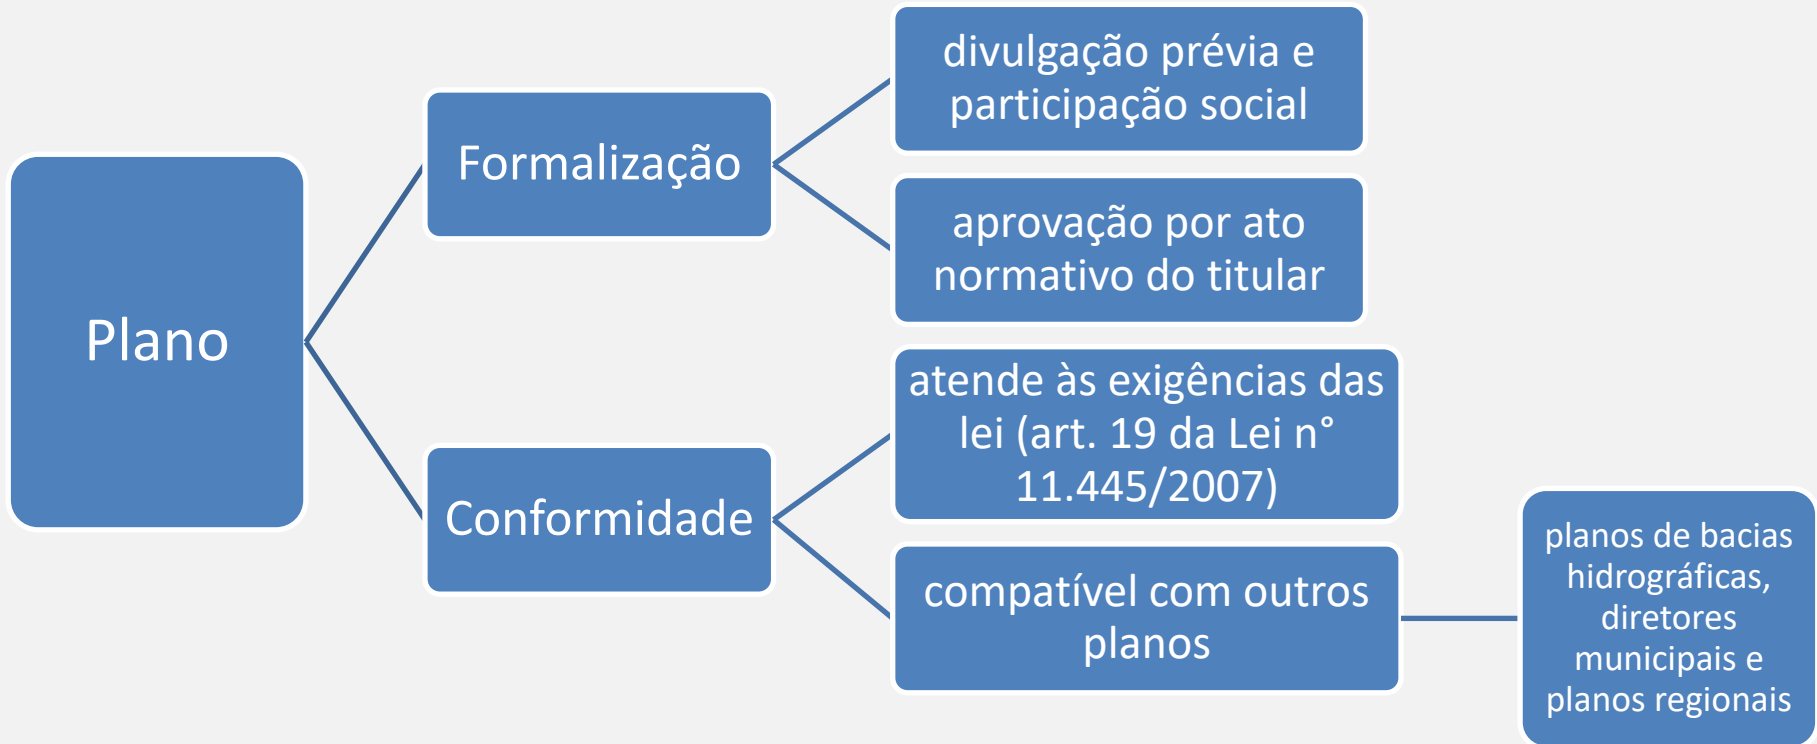 Plano
Formalização
divulgação prévia e
participação social
aprovação por ato
normativo do titular
Conformidade
atende às exigências das
lei (art. 19 da Lei n°
11.445/2007)
compatível com outros
planos
planos de bacias
hidrográficas,
diretores
municipais e
planos regionais